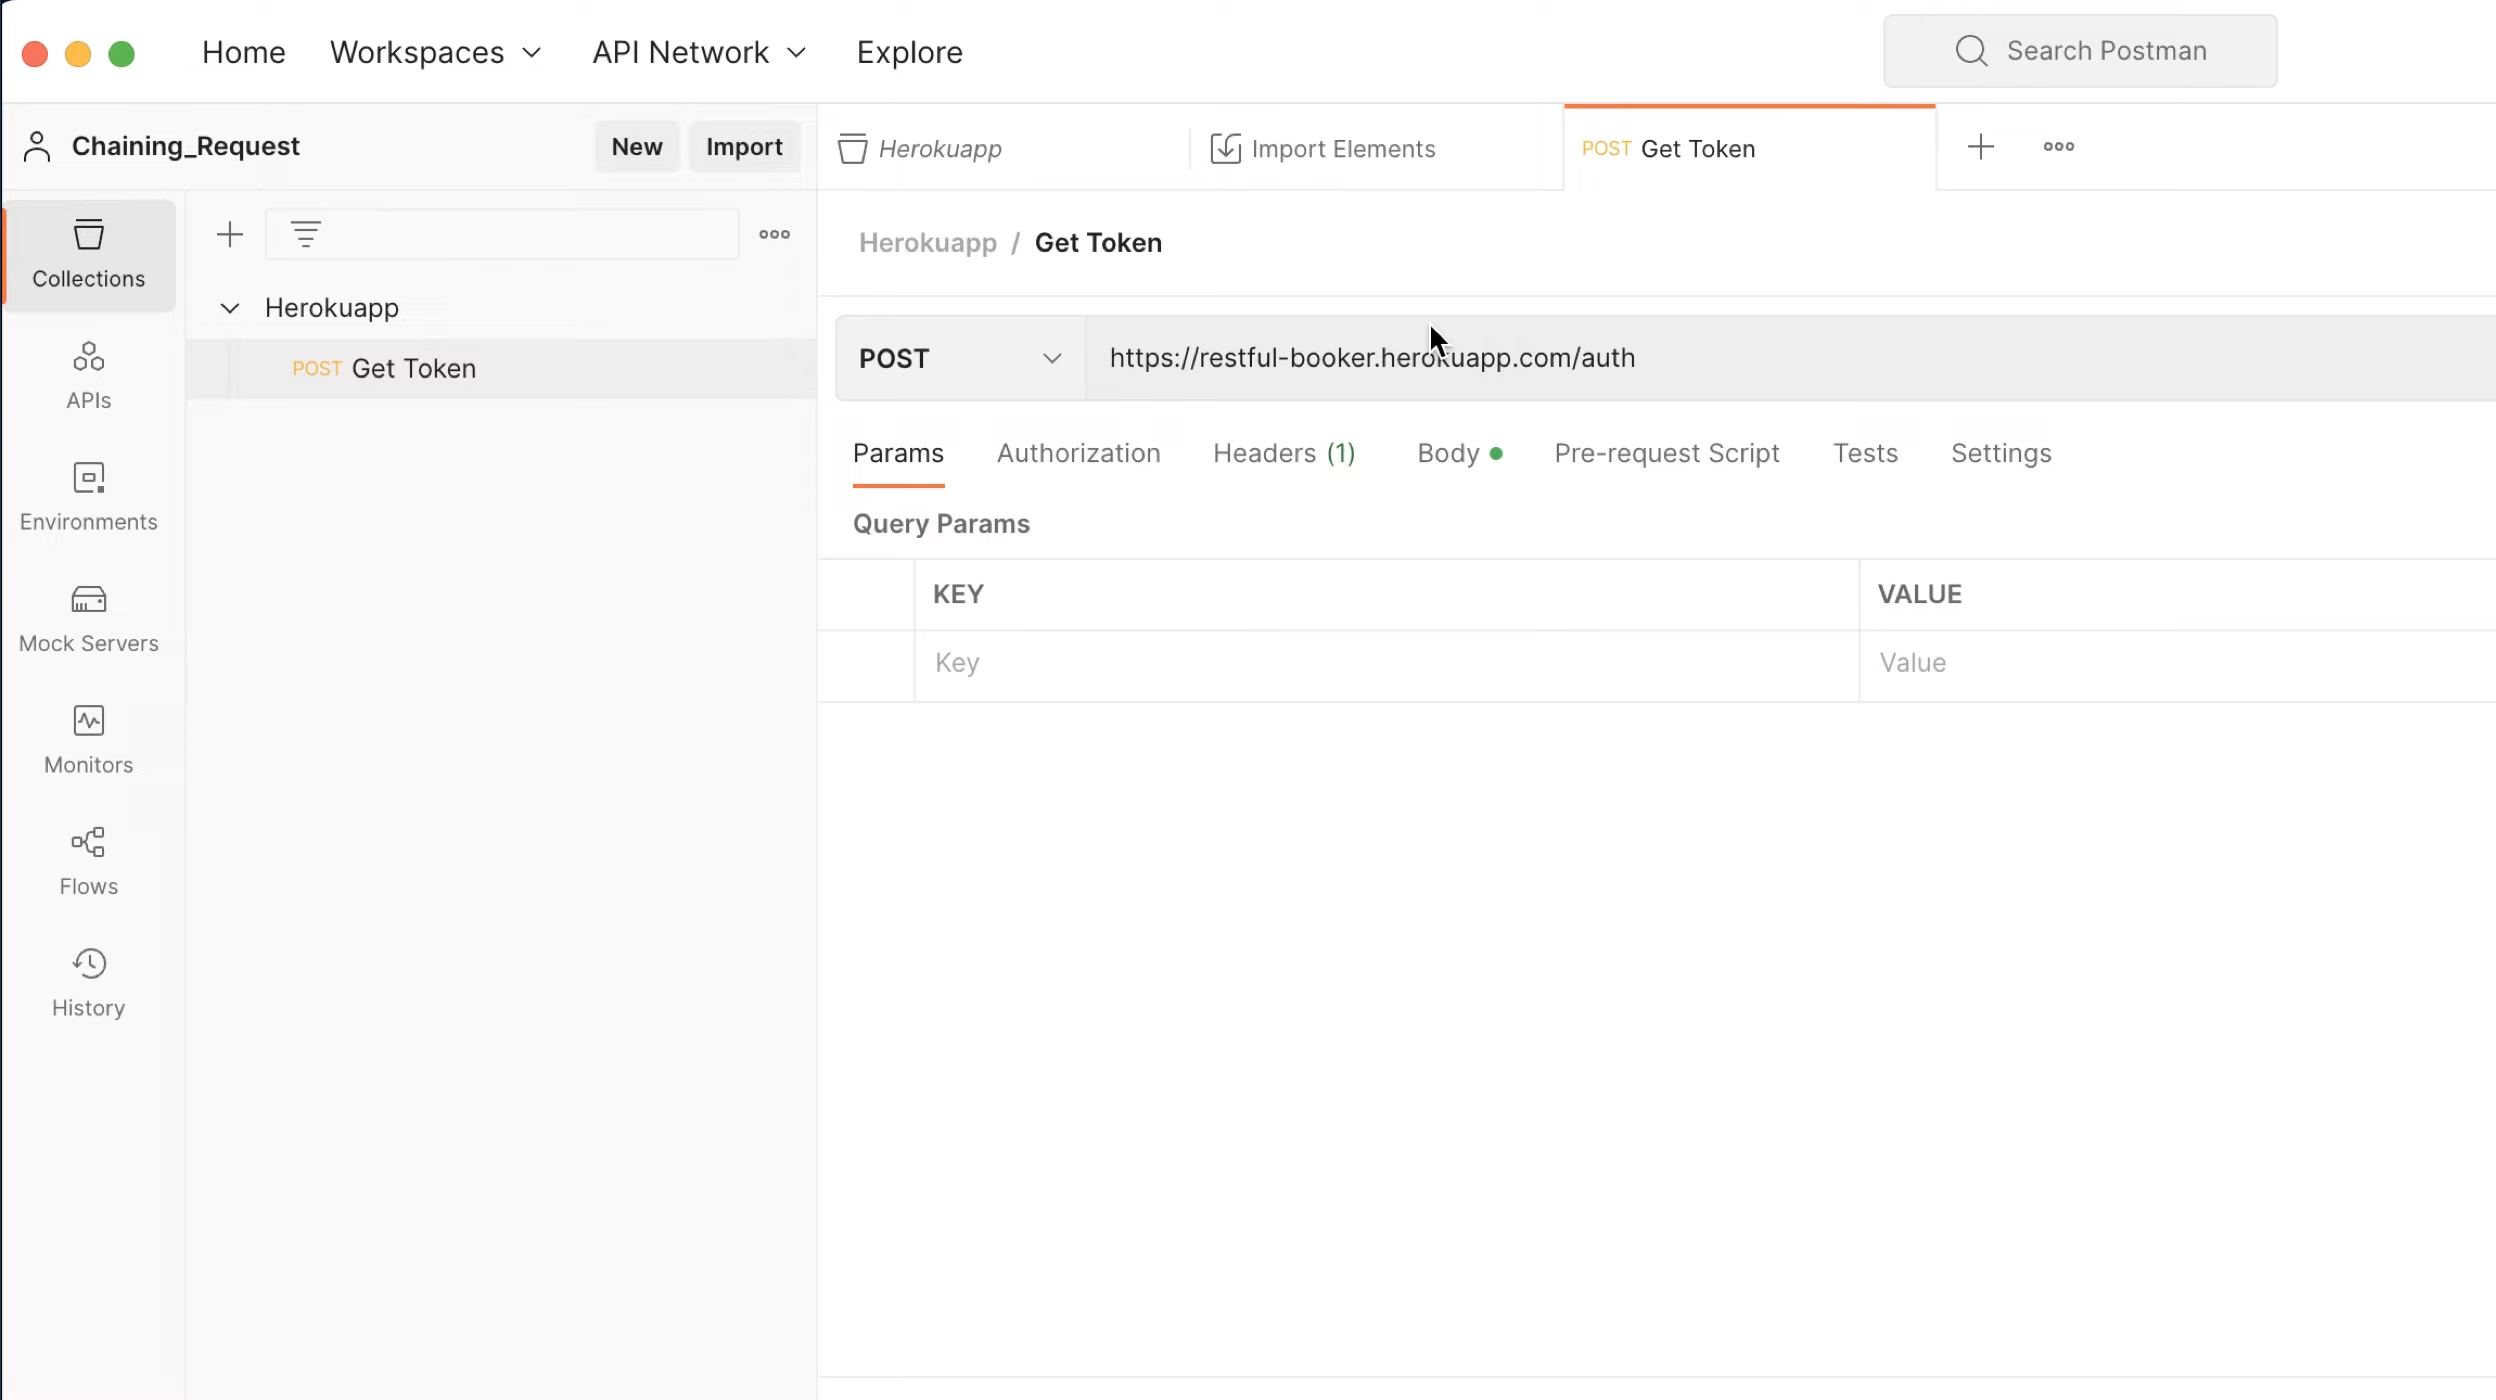 Home Workspaces API Network Explore Search Postman
Chaining_Request New Import
Herokuapp Import Elements POST Get Token
Collections
APIs
Environments
Mock Servers
Monitors
Flows
History
Herokuapp
POST Get Token
Herokuapp / Get Token
POST https://restful-booker.herokuapp.com/auth
Params Authorization Headers (1) Body Pre-request Script Tests Settings
Query Params
KEY VALUE
Key Value